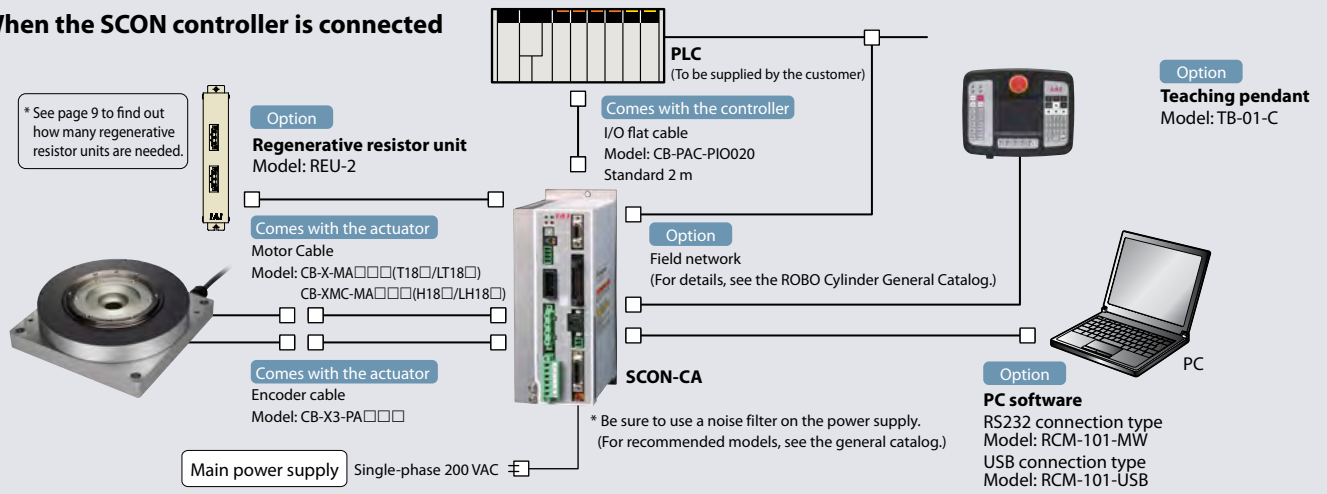 When the SCON controller is connected
PLC
(To be supplied by the customer)
* See page 9 to find out
how many regenerative
resistor units are needed.
Option
Regenerative resistor unit
Model: REU-2
IAI
Comes with the controller
I/O flat cable
Model: CB-PAC-PIO020
Standard 2 m
Option
Teaching pendant
Model: TB-01-C
Comes with the actuator
Motor Cable
Model: CB-X-MA□□□(T18□/LT18□)
CB-XMC-MA□□□(H18□/LH18□)
Option
Field network
(For details, see the ROBO Cylinder General Catalog.)
Comes with the actuator
Encoder cable
Model: CB-X3-PA□□□
SCON-CA
* Be sure to use a noise filter on the power supply.
(For recommended models, see the general catalog.)
PC
Option
PC software
RS232 connection type
Model: RCM-101-MW
USB connection type
Model: RCM-101-USB
Main power supply
Single-phase 200 VAC